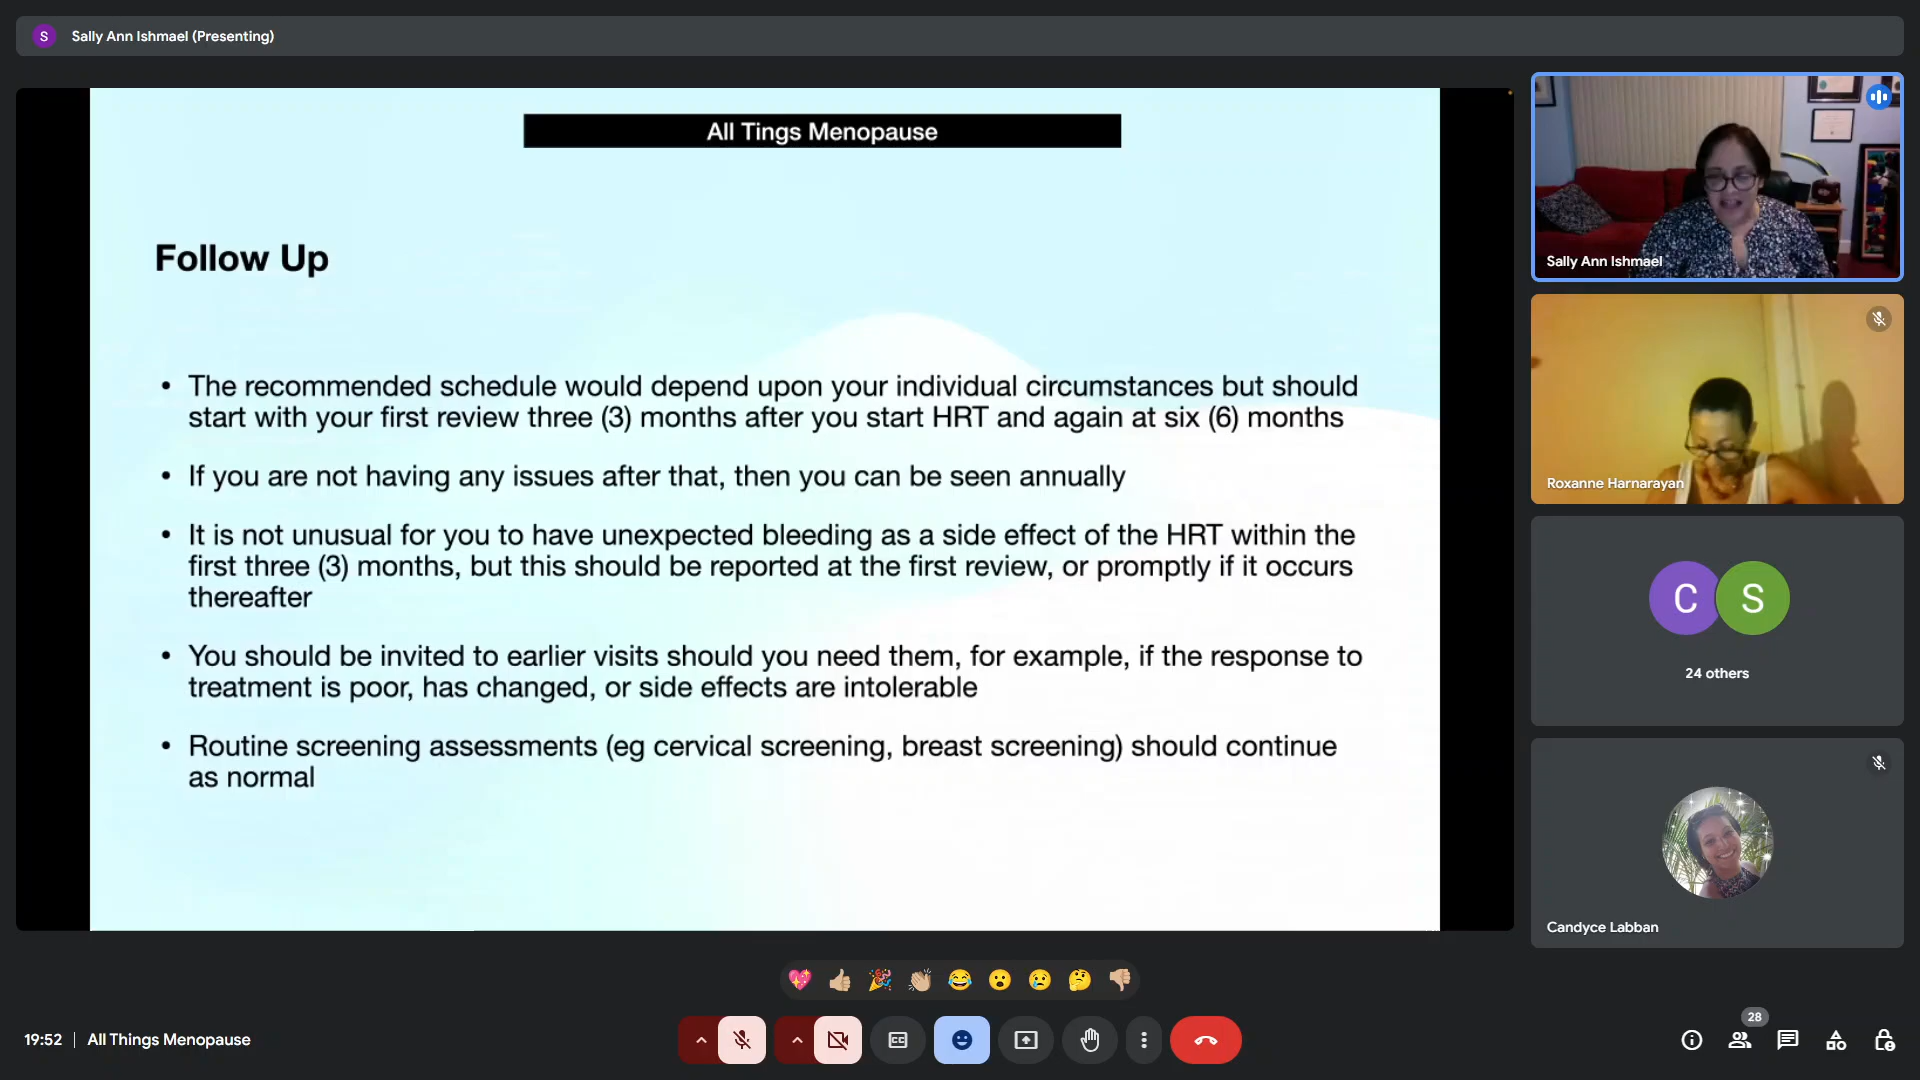 S
Sally Ann Ishmael (Presenting)
All Tings Menopause
Follow Up
• The recommended schedule would depend upon your individual circumstances but should
start with your first review three (3) months after you start HRT and again at six (6) months
• If you are not having any issues after that, then you can be seen annually
• It is not unusual for you to have unexpected bleeding as a side effect of the HRT within the
first three (3) months, but this should be reported at the first review, or promptly if it occurs
thereafter
• You should be invited to earlier visits should you need them, for example, if the response to
treatment is poor, has changed, or side effects are intolerable
• Routine screening assessments (eg cervical screening, breast screening) should continue
as normal
Sally Ann Ishmael
Roxanne Harnarayan
C S
24 others
Candyce Labban
19:52 | All Things Menopause
CC
28